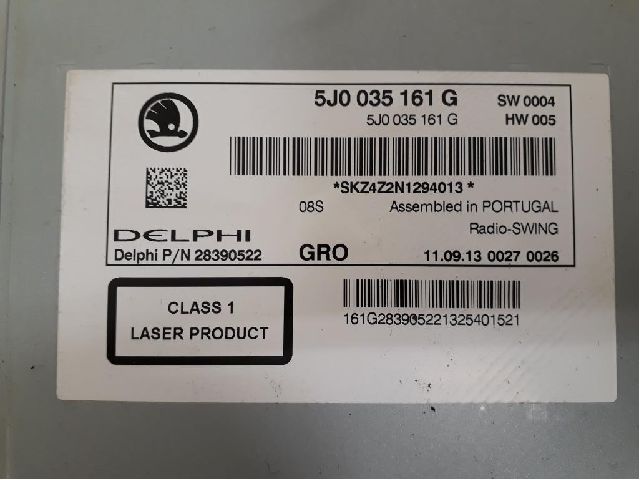 5J0 035 161 G SW 0004
5J0 035 161 G HW 005
*SKZ4Z2N1294013*
08S Assembled in PORTUGAL
Radio-SWING
DELPHI
Delphi P/N 28390522 GRO 11.09.13 0027 0026
CLASS 1
LASER PRODUCT
161G283905221325401521